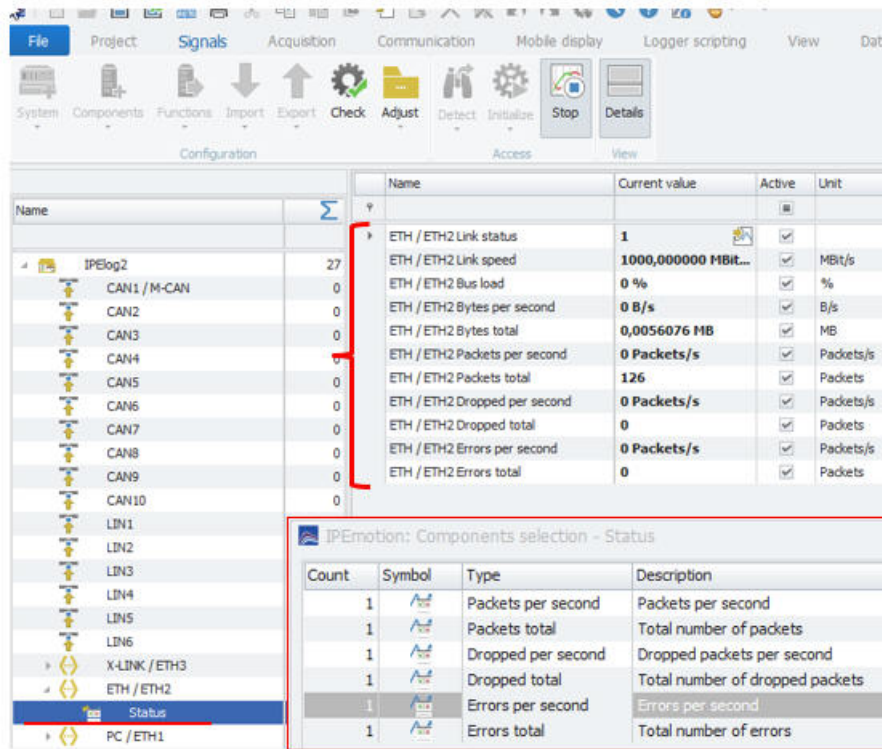 File Project Signals Acquisition Communication Mobile display Logger scripting View Dat
System Components Functions Import Export Check Adjust Detect Initialize Stop Details
Configuration Access View
Name Σ
IPElog2 27
CAN1 / M-CAN 0
CAN2 0
CAN3 0
CAN4 0
CAN5 0
CAN6 0
CAN7 0
CAN8 0
CAN9 0
CAN10 0
LIN1
LIN2
LIN3
LIN4
LIN5
LIN6
X-LINK / ETH3
ETH / ETH2
Status
PC / ETH1
Name Current value Active Unit
ETH / ETH2 Link status 1
ETH / ETH2 Link speed 1000,000000 MBit... MBit/s
ETH / ETH2 Bus load 0 % %
ETH / ETH2 Bytes per second 0 B/s B/s
ETH / ETH2 Bytes total 0,0056076 MB MB
ETH / ETH2 Packets per second 0 Packets/s Packets/s
ETH / ETH2 Packets total 126 Packets
ETH / ETH2 Dropped per second 0 Packets/s Packets/s
ETH / ETH2 Dropped total 0 Packets
ETH / ETH2 Errors per second 0 Packets/s Packets/s
ETH / ETH2 Errors total 0 Packets
IPEmotion: Components selection - Status
Count Symbol Type Description
1 Packets per second Packets per second
1 Packets total Total number of packets
1 Dropped per second Dropped packets per second
1 Dropped total Total number of dropped packets
1 Errors per second Errors per second
1 Errors total Total number of errors